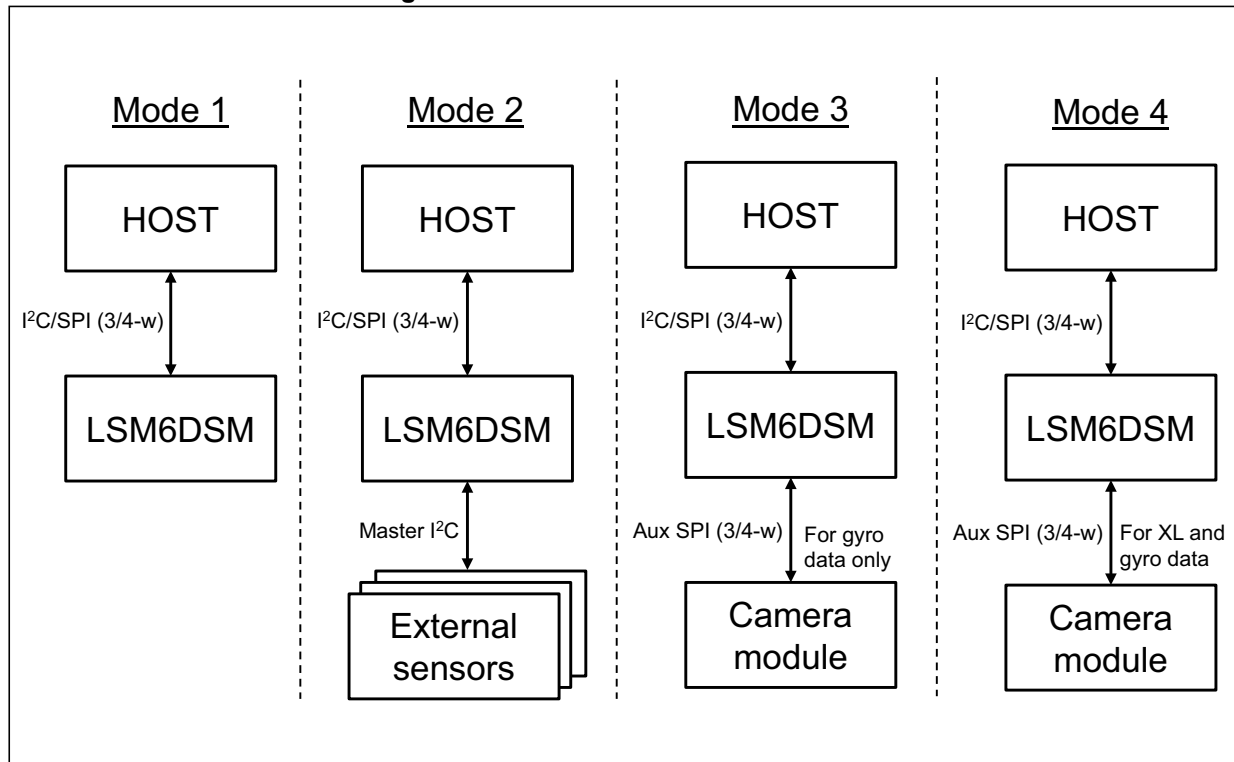 Mode 1
HOST
I²C/SPI (3/4-w)
LSM6DSM
Mode 2
HOST
I²C/SPI (3/4-w)
LSM6DSM
Master I²C
External
sensors
Mode 3
HOST
I²C/SPI (3/4-w)
LSM6DSM
Aux SPI (3/4-w)
For gyro
data only
Camera
module
Mode 4
HOST
I²C/SPI (3/4-w)
LSM6DSM
Aux SPI (3/4-w)
For XL and
gyro data
Camera
module